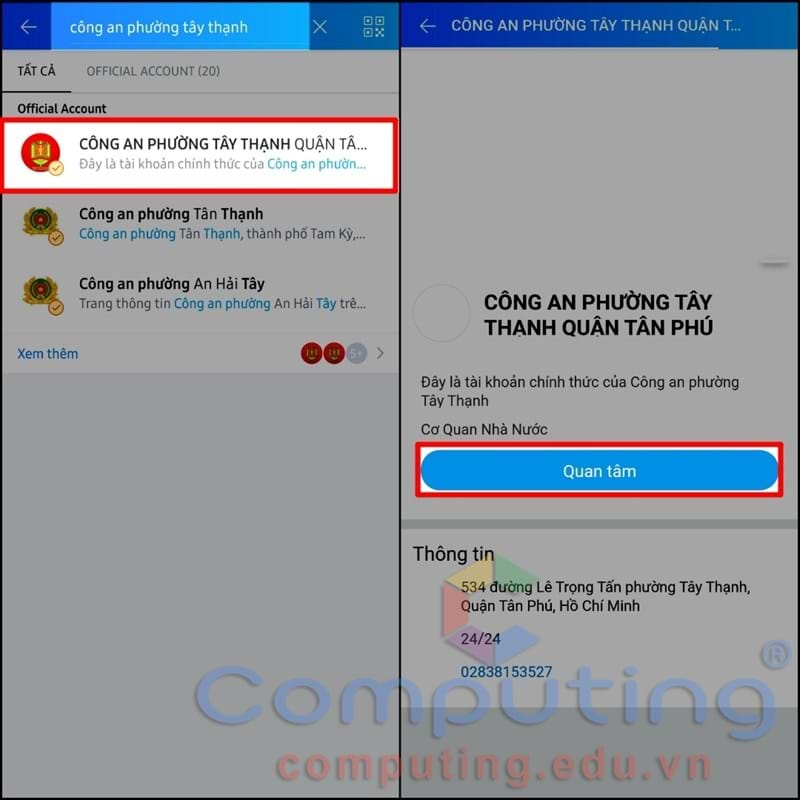 công an phường tây thạnh
TẤT CẢ
OFFICIAL ACCOUNT (20)
Official Account
CÔNG AN PHƯỜNG TÂY THẠNH QUẬN TÂ...
Đây là tài khoản chính thức của Công an phườn...
Công an phường Tân Thạnh
Công an phường Tân Thạnh, thành phố Tam Kỳ,...
Công an phường An Hải Tây
Trang thông tin Công an phường An Hải Tây trê...
Xem thêm
5+
CÔNG AN PHƯỜNG TÂY THẠNH QUẬN T...
CÔNG AN PHƯỜNG TÂY
THẠNH QUẬN TÂN PHÚ
Đây là tài khoản chính thức của Công an phường
Tây Thạnh
Cơ Quan Nhà Nước
Quan tâm
Thông tin
534 đường Lê Trọng Tấn phường Tây Thạnh,
Quận Tân Phú, Hồ Chí Minh
24/24
02838153527
Computing®
computing.edu.vn